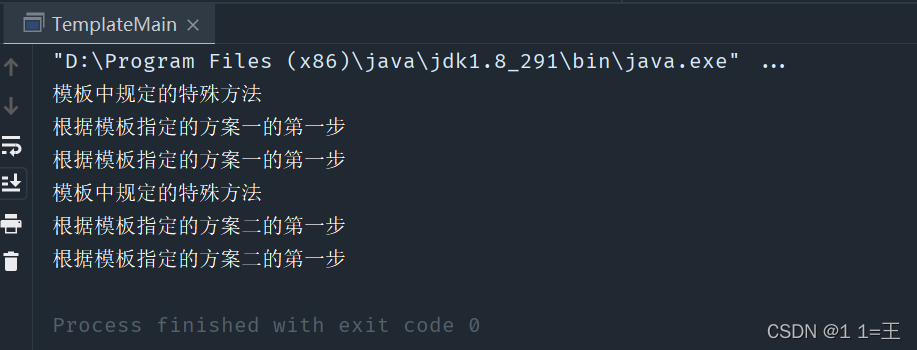 TemplateMain
"D:\Program Files (x86)\java\jdk1.8_291\bin\java.exe" ...
模板中规定的特殊方法
根据模板指定的方案一的第一步
根据模板指定的方案一的第一步
模板中规定的特殊方法
根据模板指定的方案二的第一步
根据模板指定的方案二的第一步
Process finished with exit code 0
CSDN @1 1=王